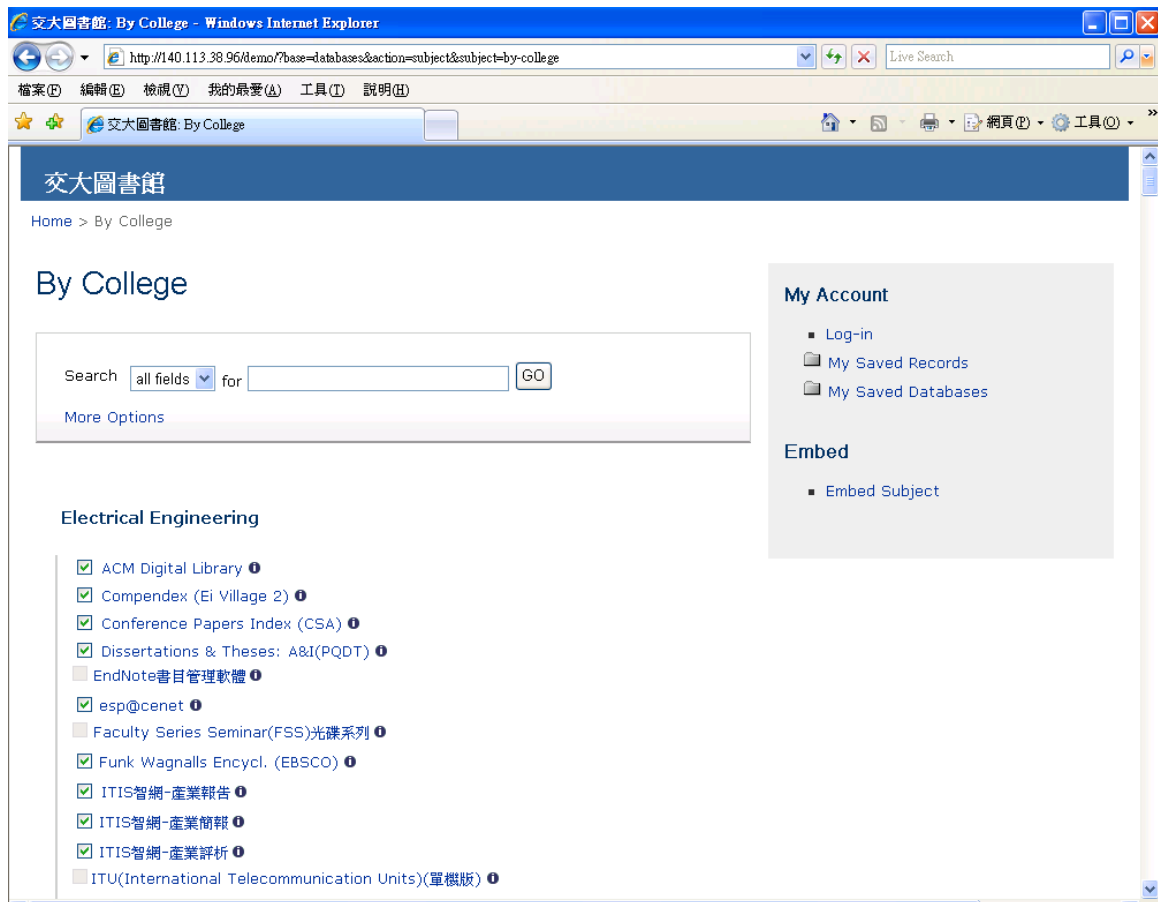 交大圖書館: By College - Windows Internet Explorer
http://140.113.38.96/demo/?base=databases&action=subject&subject=by-college
Live Search
檔案(F) 編輯(E) 檢視(V) 我的最愛(A) 工具(T) 說明(H)
交大圖書館: By College
網頁(P) 工具(O) »
交大圖書館
Home > By College
By College
Search all fields for GO
More Options
My Account
Log-in
My Saved Records
My Saved Databases
Embed
Embed Subject
Electrical Engineering
ACM Digital Library
Compendex (Ei Village 2)
Conference Papers Index (CSA)
Dissertations & Theses: A&I(PQDT)
EndNote書目管理軟體
esp@cenet
Faculty Series Seminar(FSS)光碟系列
Funk Wagnalls Encycl. (EBSCO)
ITIS智網-產業報告
ITIS智網-產業簡報
ITIS智網-產業評析
ITU(International Telecommunication Units)(單機版)